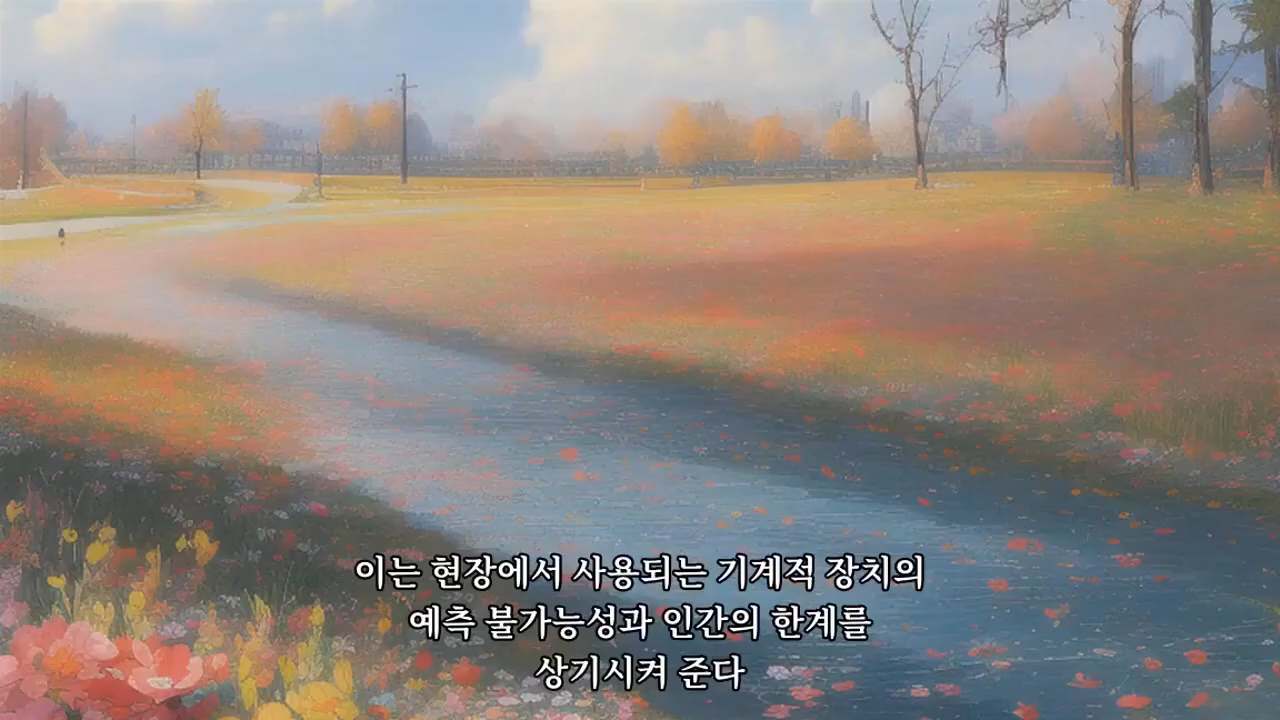 이는 현장에서 사용되는 기계적 장치의
예측 불가능성과 인간의 한계를
상기시켜 준다